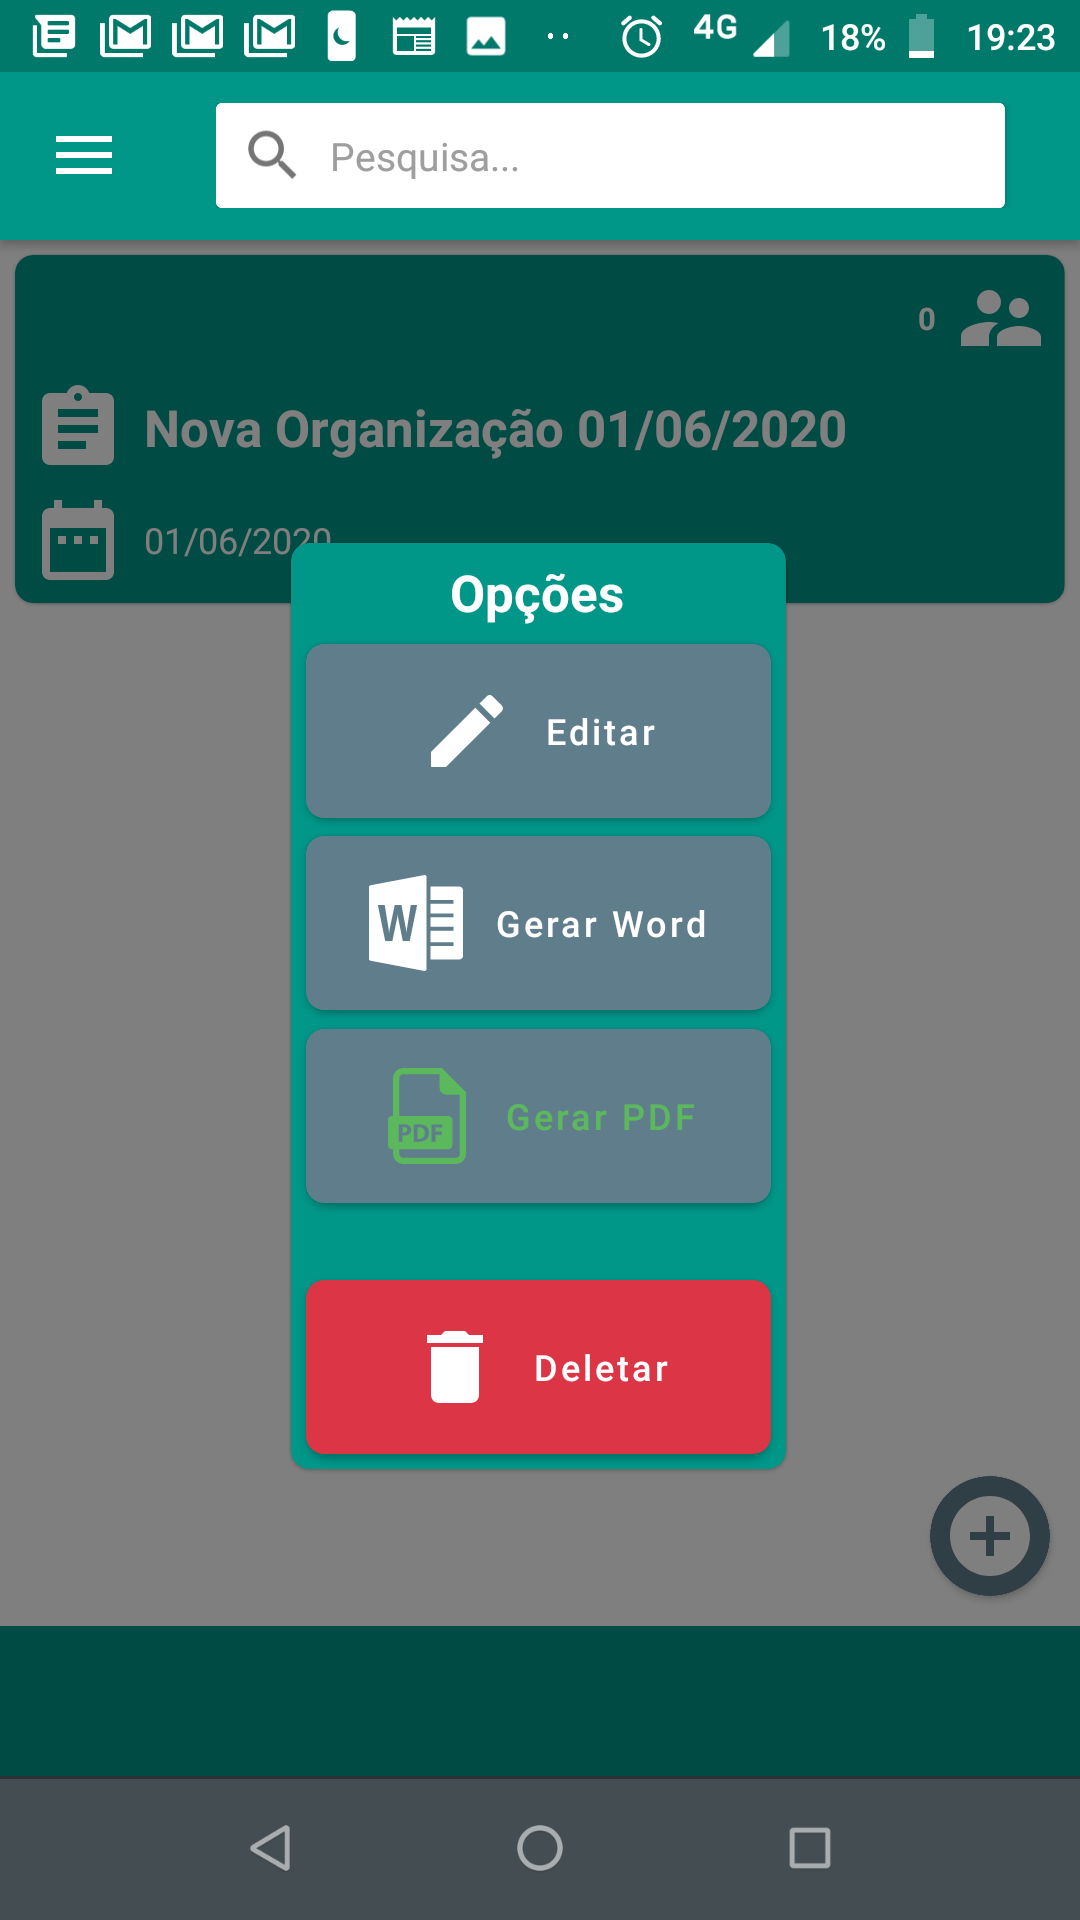 4G 18% 19:23
Pesquisa...
0
Nova Organização 01/06/2020
01/06/2020
Opções
Editar
W Gerar Word
PDF Gerar PDF
Deletar